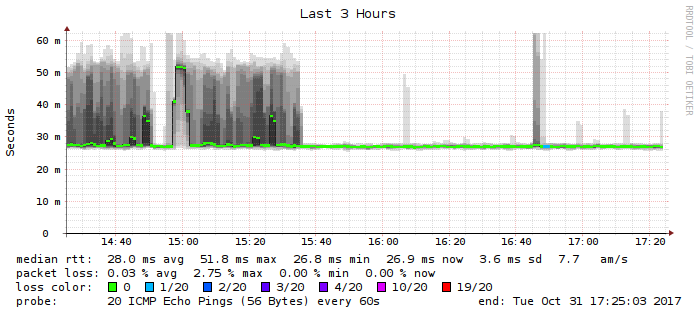 Last 3 Hours
RRDTOOL / TOBI OETIKER
Seconds
60 m
50 m
40 m
30 m
20 m
10 m
0
14:40 15:00 15:20 15:40 16:00 16:20 16:40 17:00 17:20
median rtt: 28.0 ms avg 51.8 ms max 26.8 ms min 26.9 ms now 3.6 ms sd 7.7 am/s
packet loss: 0.03 % avg 2.75 % max 0.00 % min 0.00 % now
loss color: 0 1/20 2/20 3/20 4/20 10/20 19/20
probe: 20 ICMP Echo Pings (56 Bytes) every 60s end: Tue Oct 31 17:25:03 2017